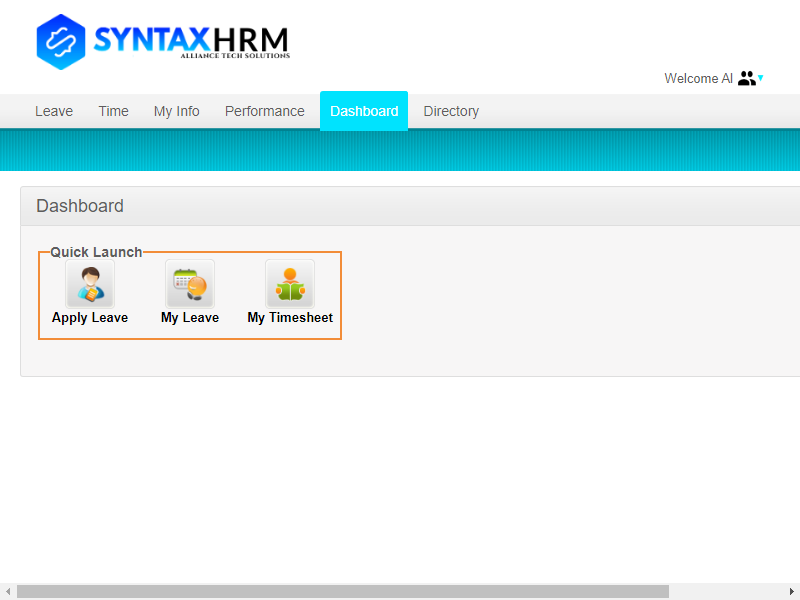 SYNTAXHRM
ALLIANCE TECH SOLUTIONS
Welcome AI
Leave Time My Info Performance Dashboard Directory
Dashboard
Quick Launch
Apply Leave My Leave My Timesheet